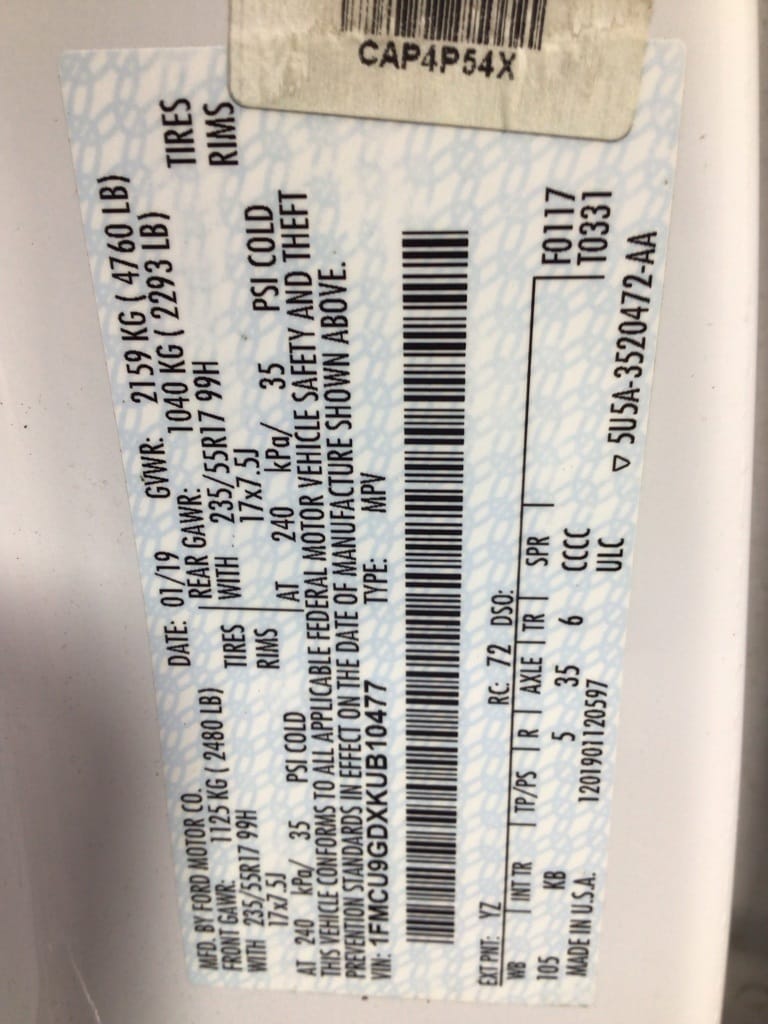 CAP4P54X
MFD. BY FORD MOTOR CO.
DATE: 01/19 GVWR: 2159 KG ( 4760 LB)
FRONT GAWR: 1125 KG ( 2480 LB) REAR GAWR: 1040 KG ( 2293 LB)
WITH 235/55R17 99H TIRES WITH 235/55R17 99H TIRES
17x7.5J RIMS 17x7.5J RIMS
AT 240 kPa/ 35 PSI COLD AT 240 kPa/ 35 PSI COLD
THIS VEHICLE CONFORMS TO ALL APPLICABLE FEDERAL MOTOR VEHICLE SAFETY AND THEFT
PREVENTION STANDARDS IN EFFECT ON THE DATE OF MANUFACTURE SHOWN ABOVE.
VIN: 1FMCU9GDXKUB10477 TYPE: MPV
EXT PNT: YZ RC: 72 DSO:
WB INT TR TP/PS R AXLE TR SPR F0117
105 KB 5 35 6 CCCC T0331
MADE IN U.S.A. 1201901120597 ULC
▽ 5U5A-3520472-AA